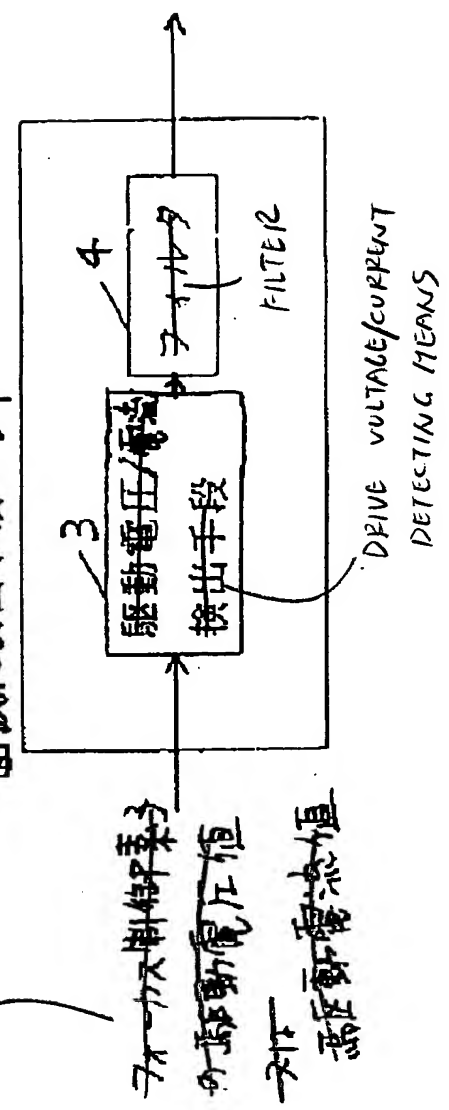 フォーカス制御素子
の駆動電圧値
又は
駆動電流値
3
駆動電圧/電流
検出手段
4
フィルタ
FILTER
DRIVE VOLTAGE/CURRENT
DETECTING MEANS